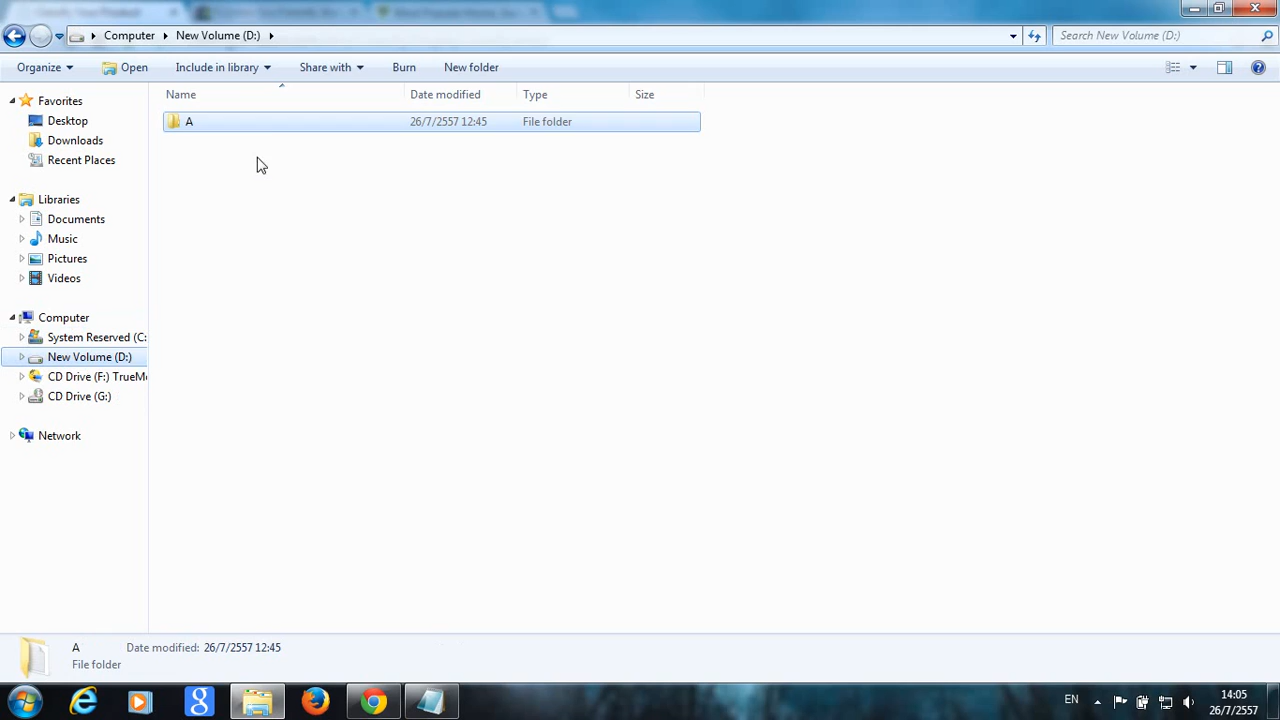 Computer New Volume (D:)
Search New Volume (D:)
Organize Open Include in library Share with Burn New folder
Name Date modified Type Size
A 26/7/2557 12:45 File folder
Favorites
Desktop
Downloads
Recent Places
Libraries
Documents
Music
Pictures
Videos
Computer
System Reserved (C:
New Volume (D:)
CD Drive (F:) TrueM
CD Drive (G:)
Network
A Date modified: 26/7/2557 12:45
File folder
EN 14:05
26/7/2557